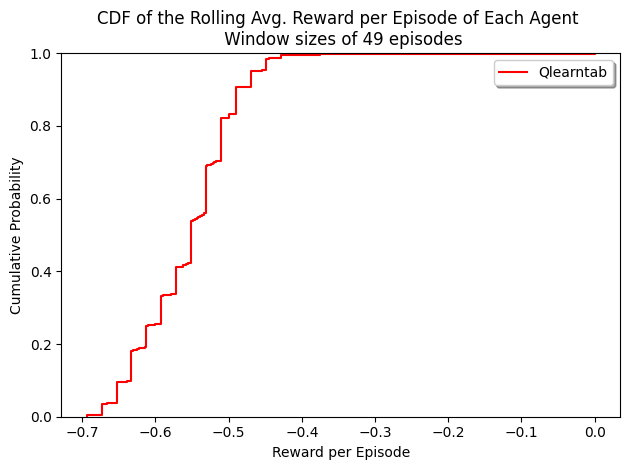 CDF of the Rolling Avg. Reward per Episode of Each Agent
Window sizes of 49 episodes
Qlearntab
1.0
0.8
0.6
0.4
0.2
0.0
Cumulative Probability
−0.7 −0.6 −0.5 −0.4 −0.3 −0.2 −0.1 0.0
Reward per Episode